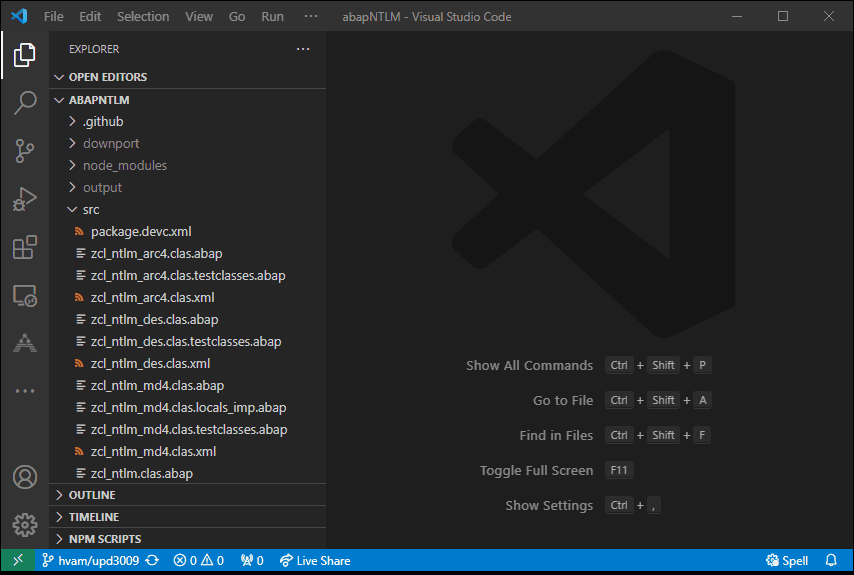 File Edit Selection View Go Run ··· abapNTLM - Visual Studio Code
EXPLORER ···
OPEN EDITORS
ABAPNTLM
.github
downport
node_modules
output
src
package.devc.xml
zcl_ntlm_arc4.clas.abap
zcl_ntlm_arc4.clas.testclasses.abap
zcl_ntlm_arc4.clas.xml
zcl_ntlm_des.clas.abap
zcl_ntlm_des.clas.testclasses.abap
zcl_ntlm_des.clas.xml
zcl_ntlm_md4.clas.abap
zcl_ntlm_md4.clas.locals_imp.abap
zcl_ntlm_md4.clas.testclasses.abap
zcl_ntlm_md4.clas.xml
zcl_ntlm.clas.abap
OUTLINE
TIMELINE
NPM SCRIPTS
Show All Commands Ctrl + Shift + P
Go to File Ctrl + Shift + A
Find in Files Ctrl + Shift + F
Toggle Full Screen F11
Show Settings Ctrl + ,
hvam/upd3009 0 0 0 Live Share Spell